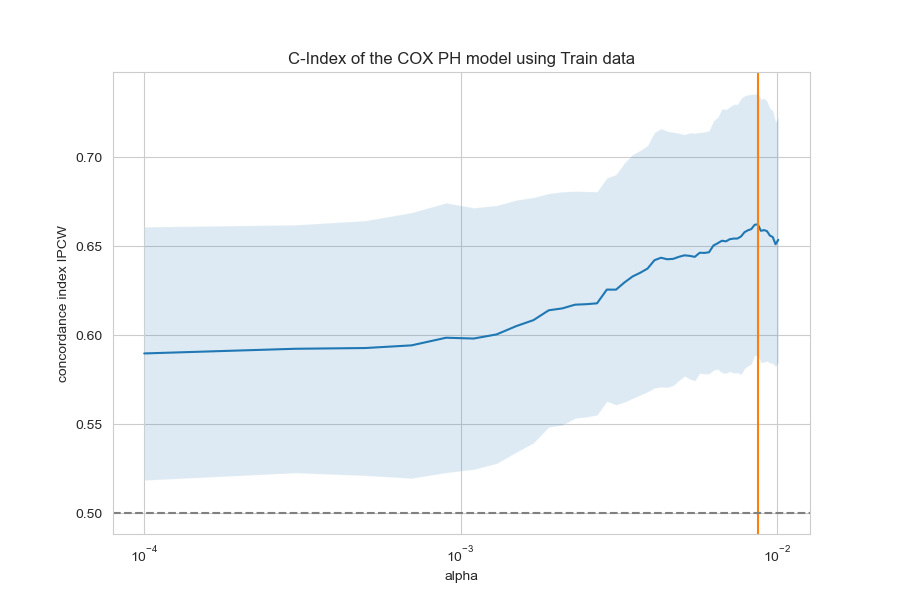 C-Index of the COX PH model using Train data
concordance index IPCW
0.70
0.65
0.60
0.55
0.50
10⁻⁴
10⁻³
10⁻²
alpha